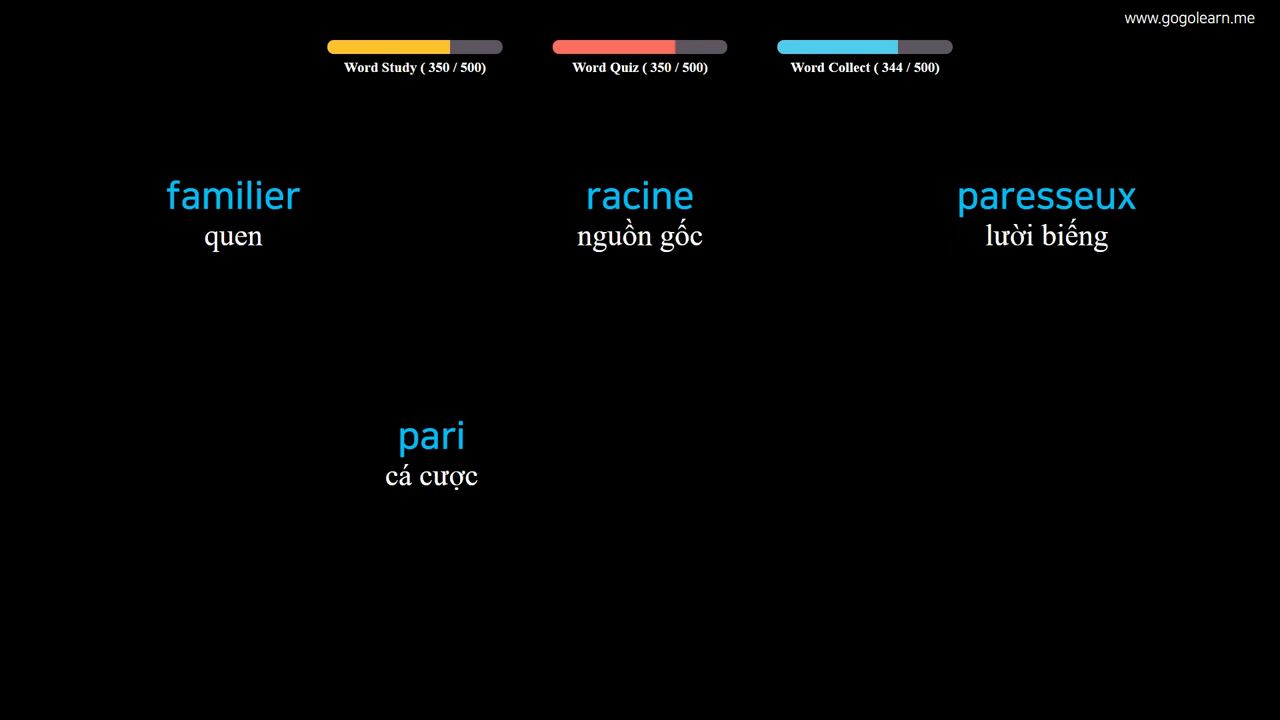 www.gogolearn.me
Word Study ( 350 / 500)
Word Quiz ( 350 / 500)
Word Collect ( 344 / 500)
familier
quen
racine
nguồn gốc
paresseux
lười biếng
pari
cá cược